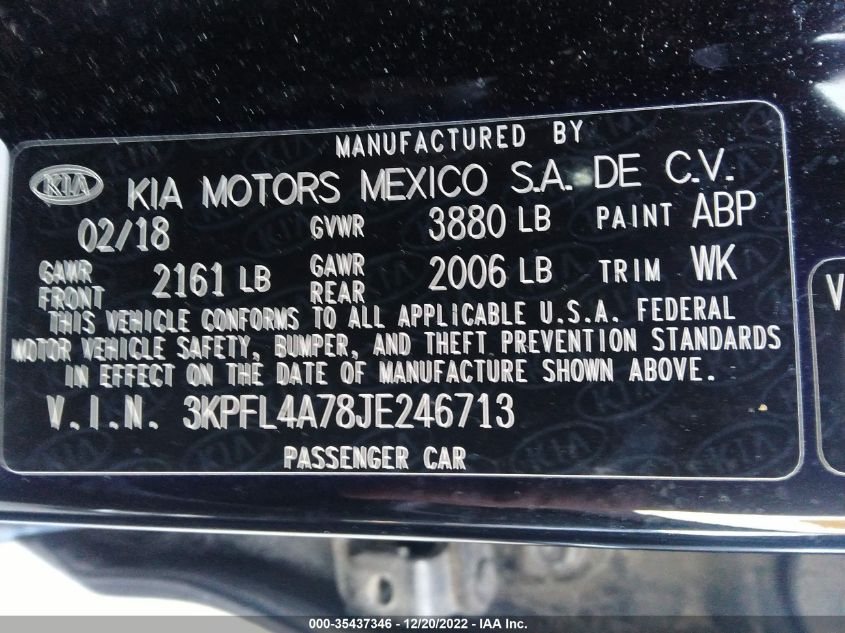 MANUFACTURED BY
KIA KIA MOTORS MEXICO S.A. DE C.V.
02/18 GVWR 3880 LB PAINT ABP
GAWR FRONT 2161 LB GAWR REAR 2006 LB TRIM WK
THIS VEHICLE CONFORMS TO ALL APPLICABLE U.S.A. FEDERAL
MOTOR VEHICLE SAFETY, BUMPER, AND THEFT PREVENTION STANDARDS
IN EFFECT ON THE DATE OF MANUFACTURE SHOWN ABOVE.
V.I.N. 3KPFL4A78JE246713
PASSENGER CAR
V
000-35437346 - 12/20/2022 - IAA Inc.